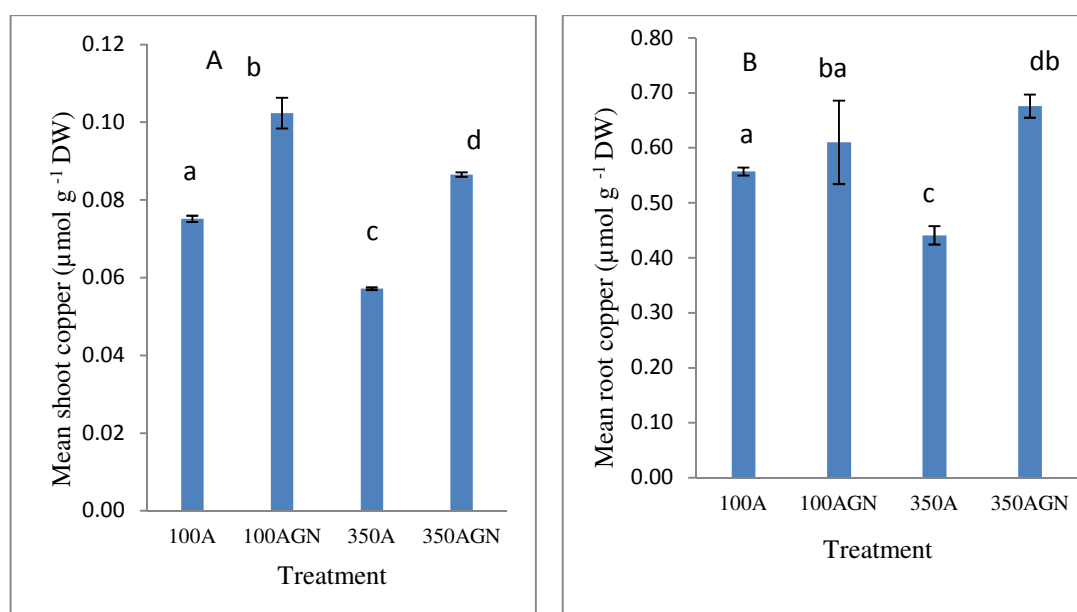 Mean shoot copper (µmol g -1 DW)
0.12
0.10
0.08
0.06
0.04
0.02
0.00
A
a
b
c
d
100A 100AGN 350A 350AGN
Treatment
Mean root copper (µmol g -1 DW)
0.80
0.70
0.60
0.50
0.40
0.30
0.20
0.10
0.00
B
a
ba
c
db
100A 100AGN 350A 350AGN
Treatment